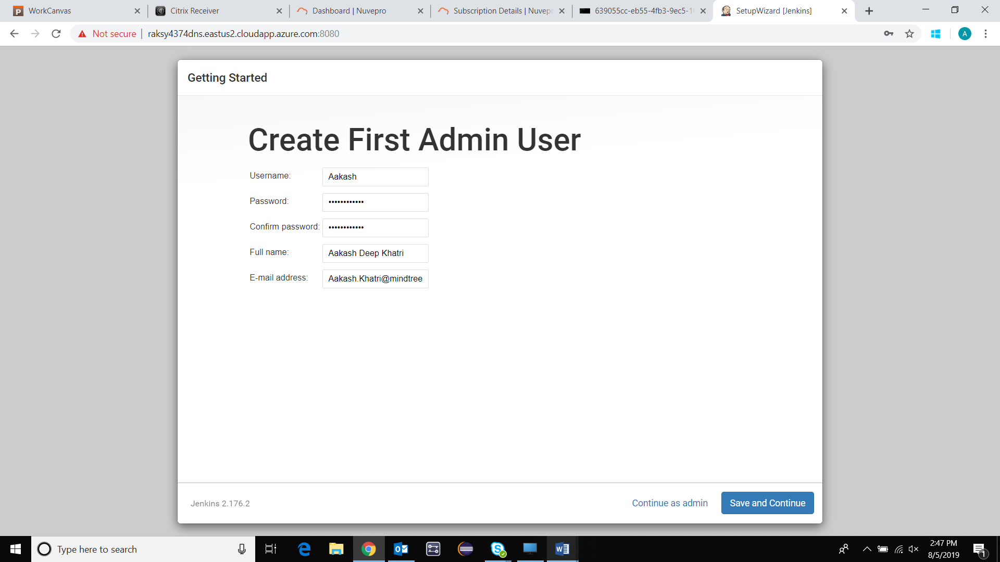 WorkCanvas
Citrix Receiver
Dashboard | Nuvepro
Subscription Details | Nuvepr
639055cc-eb55-4fb3-9ec5-1
SetupWizard [Jenkins]
Not secure
raksy4374dns.eastus2.cloudapp.azure.com:8080
A
Getting Started
Create First Admin User
Username:
Aakash
Password:
••••••••••••
Confirm password:
••••••••••••
Full name:
Aakash Deep Khatri
E-mail address:
Aakash.Khatri@mindtree
Jenkins 2.176.2
Continue as admin
Save and Continue
Type here to search
2:47 PM
8/5/2019
1